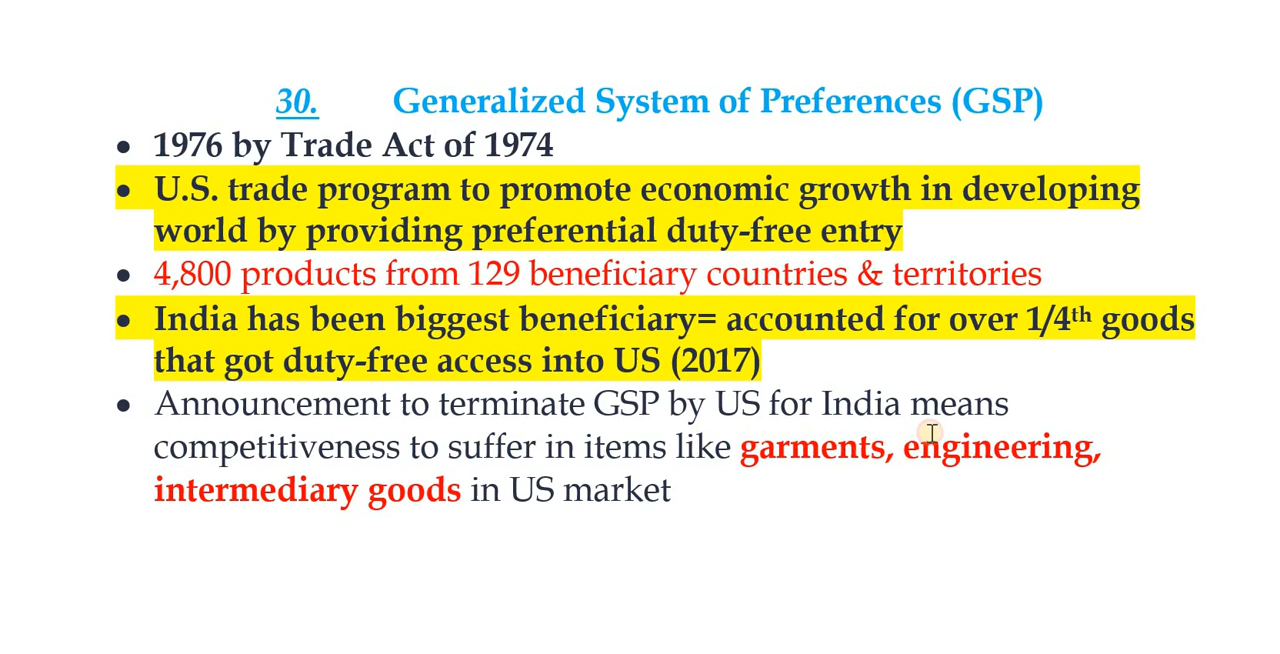 30. Generalized System of Preferences (GSP)
• 1976 by Trade Act of 1974
• U.S. trade program to promote economic growth in developing
world by providing preferential duty-free entry
• 4,800 products from 129 beneficiary countries & territories
• India has been biggest beneficiary= accounted for over 1/4th goods
that got duty-free access into US (2017)
• Announcement to terminate GSP by US for India means
competitiveness to suffer in items like garments, engineering,
intermediary goods in US market